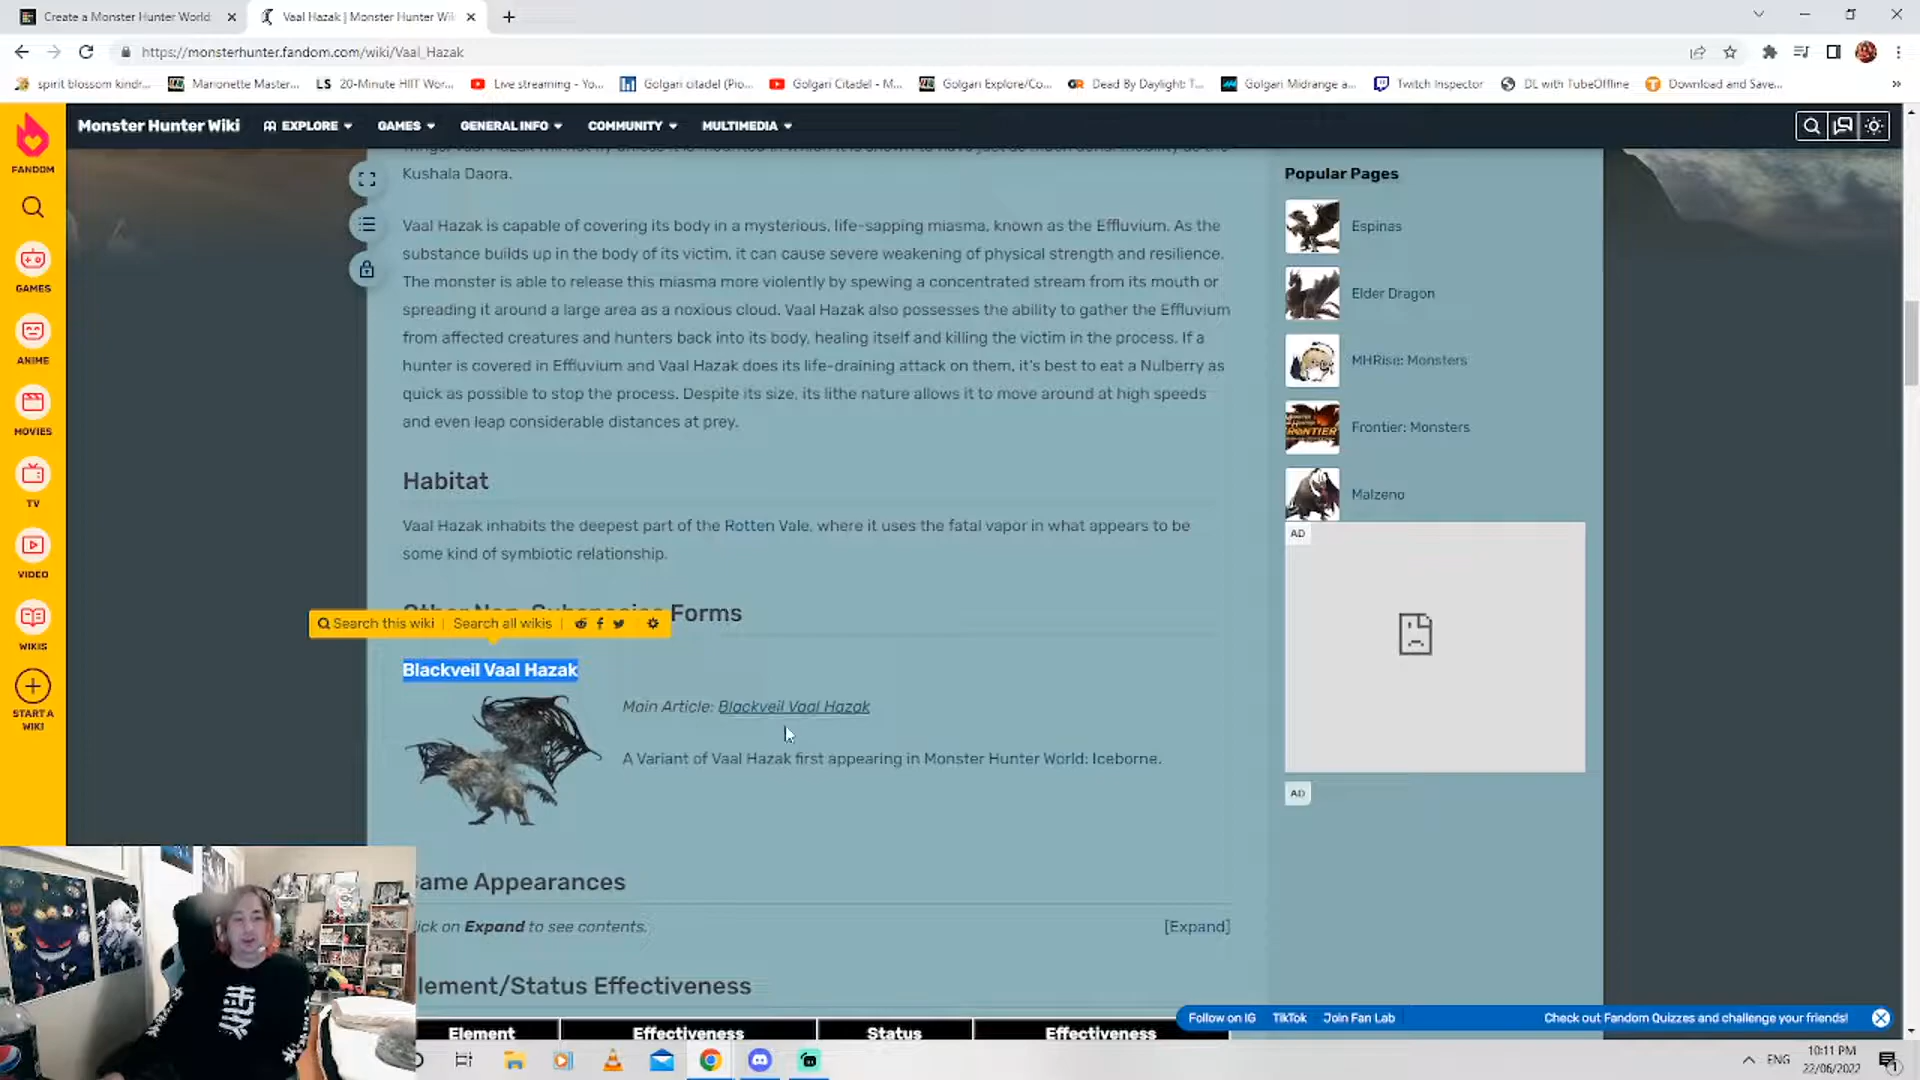 Create a Monster Hunter World
Vaal Hazak | Monster Hunter Wi
https://monsterhunter.fandom.com/wiki/Vaal_Hazak
spirit blossom kindr...
Marionette Master...
LS 20-Minute HIIT Wor...
Live streaming - Yo...
Golgari citadel (Pio...
Golgari Citadel - M...
Golgari Explore/Co...
Dead By Daylight: T...
Golgari Midrange a...
Twitch Inspector
DL with TubeOffline
Download and Save...
Monster Hunter Wiki
EXPLORE
GAMES
GENERAL INFO
COMMUNITY
MULTIMEDIA
FANDOM
GAMES
ANIME
MOVIES
TV
VIDEO
WIKIS
START A
WIKI
Kushala Daora.
Vaal Hazak is capable of covering its body in a mysterious, life-sapping miasma, known as the Effluvium. As the
substance builds up in the body of its victim, it can cause severe weakening of physical strength and resilience.
The monster is able to release this miasma more violently by spewing a concentrated stream from its mouth or
spreading it around a large area as a noxious cloud. Vaal Hazak also possesses the ability to gather the Effluvium
from affected creatures and hunters back into its body, healing itself and killing the victim in the process. If a
hunter is covered in Effluvium and Vaal Hazak does its life-draining attack on them, it's best to eat a Nulberry as
quick as possible to stop the process. Despite its size, its lithe nature allows it to move around at high speeds
and even leap considerable distances at prey.
Habitat
Vaal Hazak inhabits the deepest part of the Rotten Vale, where it uses the fatal vapor in what appears to be
some kind of symbiotic relationship.
Forms
Search this wiki
Search all wikis
Blackveil Vaal Hazak
Main Article: Blackveil Vaal Hazak
A Variant of Vaal Hazak first appearing in Monster Hunter World: Iceborne.
ame Appearances
ick on Expand to see contents.
[Expand]
lement/Status Effectiveness
Element
Effectiveness
Status
Effectiveness
Popular Pages
Espinas
Elder Dragon
MHRise: Monsters
Frontier: Monsters
Malzeno
AD
AD
Follow on IG
TikTok
Join Fan Lab
Check out Fandom Quizzes and challenge your friends!
ENG
10:11 PM
22/06/2022